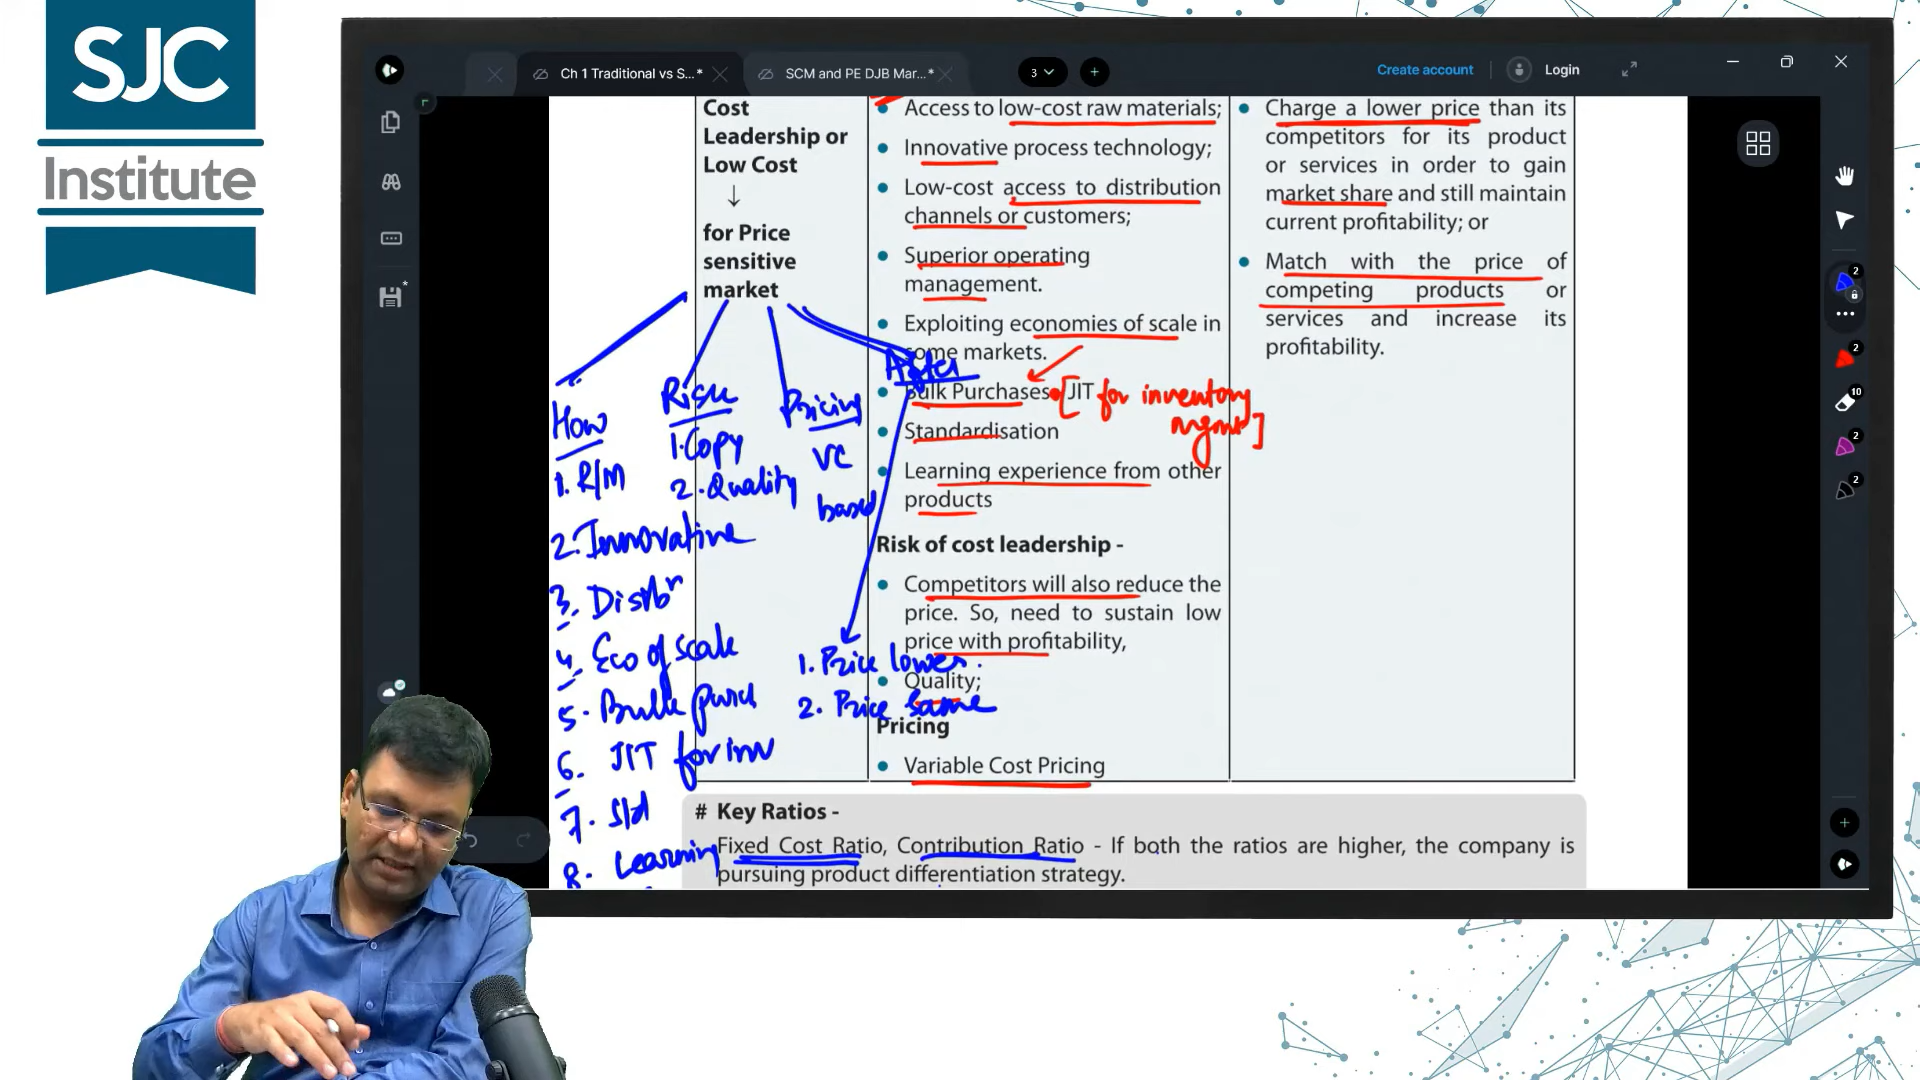 SJC
Institute
Ch 1 Traditional vs S...*
SCM and PE DJB Mar...*
3
Create account
Login
Cost
Leadership or
Low Cost
↓
for Price
sensitive
market
Access to low-cost raw materials;
Innovative process technology;
Low-cost access to distribution
channels or customers;
Superior operating
management.
Exploiting economies of scale in
some markets.
Bulk Purchases [JIT for inventory
mgmt]
Standardisation
Learning experience from other
products
Risk of cost leadership -
Competitors will also reduce the
price. So, need to sustain low
price with profitability,
Quality;
Pricing
Variable Cost Pricing
Charge a lower price than its
competitors for its product
or services in order to gain
market share and still maintain
current profitability; or
Match with the price of
competing products or
services and increase its
profitability.
How
1. R/M
2. Innovative
3. Distbn
4. Eco of scale
5. Bulk purch
6. JIT for inv
7. S/d
8. Learning
Risk
1. Copy
2. Quality
Pricing
VC
based
After
1. Price lower.
2. Price same
# Key Ratios -
Fixed Cost Ratio, Contribution Ratio - If both the ratios are higher, the company is
pursuing product differentiation strategy.
2
2
10
2
2